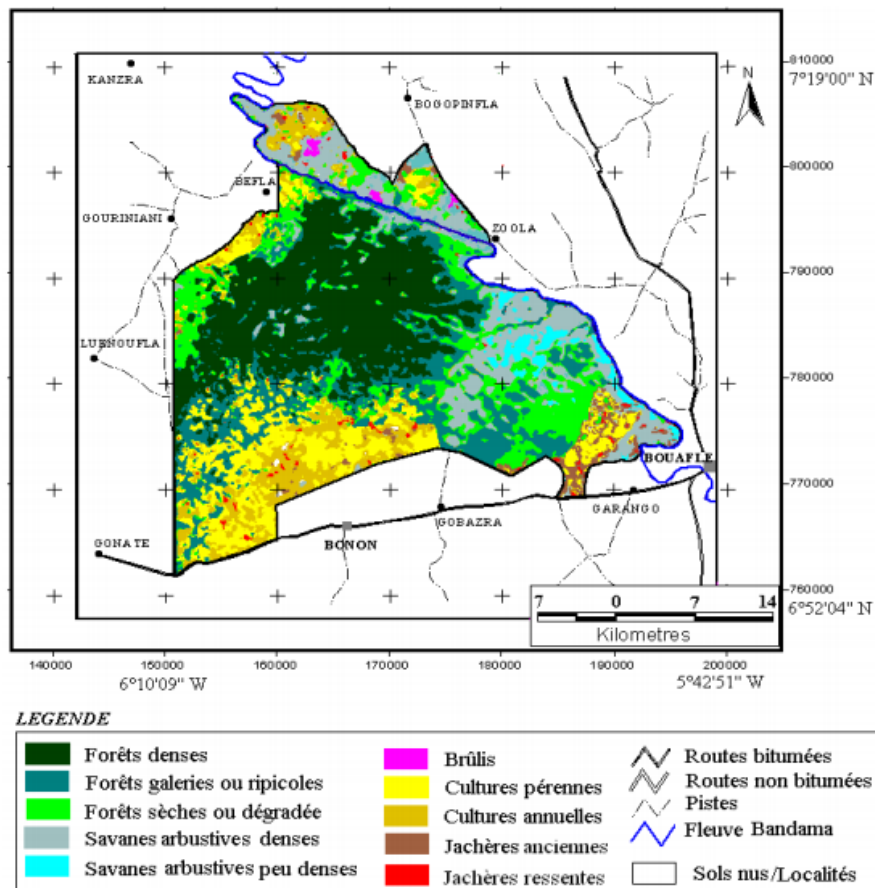 810000
7°19'00" N
KANZRA
BOGOPINFLA
N
800000
BEFLA
GOURINIANI
ZOOLA
790000
LUENOUFLA
780000
BOUAFLE
770000
GONATE
BONON
GOBAZRA
GARANGO
760000
6°52'04" N
7 0 7 14
Kilometres
140000 150000 160000 170000 180000 190000 200000
6°10'09" W 5°42'51" W
LEGENDE
Forêts denses
Forêts galeries ou ripicoles
Forêts sèches ou dégradée
Savanes arbustives denses
Savanes arbustives peu denses
Brûlis
Cultures pérennes
Cultures annuelles
Jachères anciennes
Jachères ressentes
Routes bitumées
Routes non bitumées
Pistes
Fleuve Bandama
Sols nus/Localités